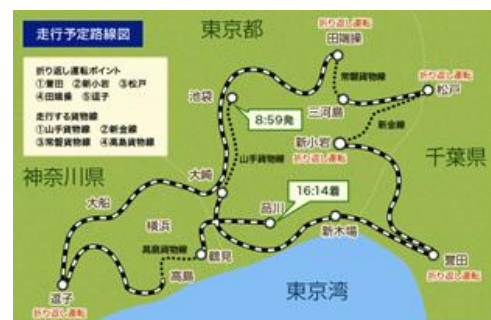 走行予定路線図
折り返し運転ポイント
①誉田 ②新小岩 ③松戸
④田端操 ⑤逗子
走行する貨物線
①山手貨物線 ②新金線
③常磐貨物線 ④高島貨物線
東京都
折り返し運転
田端操
常磐貨物線
折り返し運転
松戸
池袋
8:59発
三河島
新金線
新小岩
折り返し運転
山手貨物線
千葉県
神奈川県
大崎
16:14着
大船
横浜
品川
新木場
高島貨物線
鶴見
誉田
折り返し運転
高島
逗子
折り返し運転
東京湾